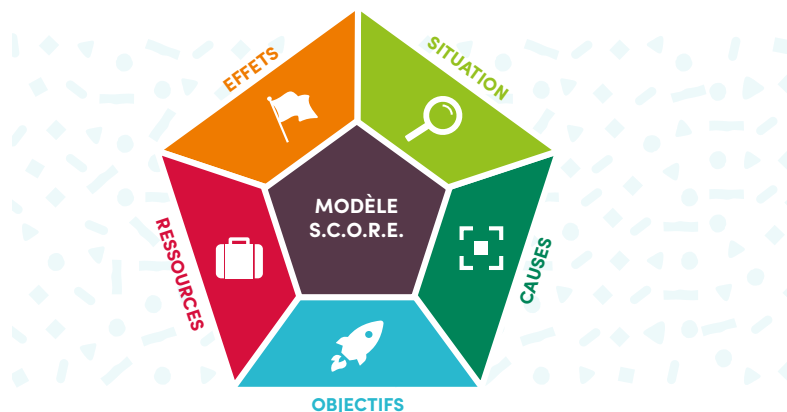 EFFETS
SITUATION
MODÈLE
S.C.O.R.E.
RESSOURCES
CAUSES
OBJECTIFS